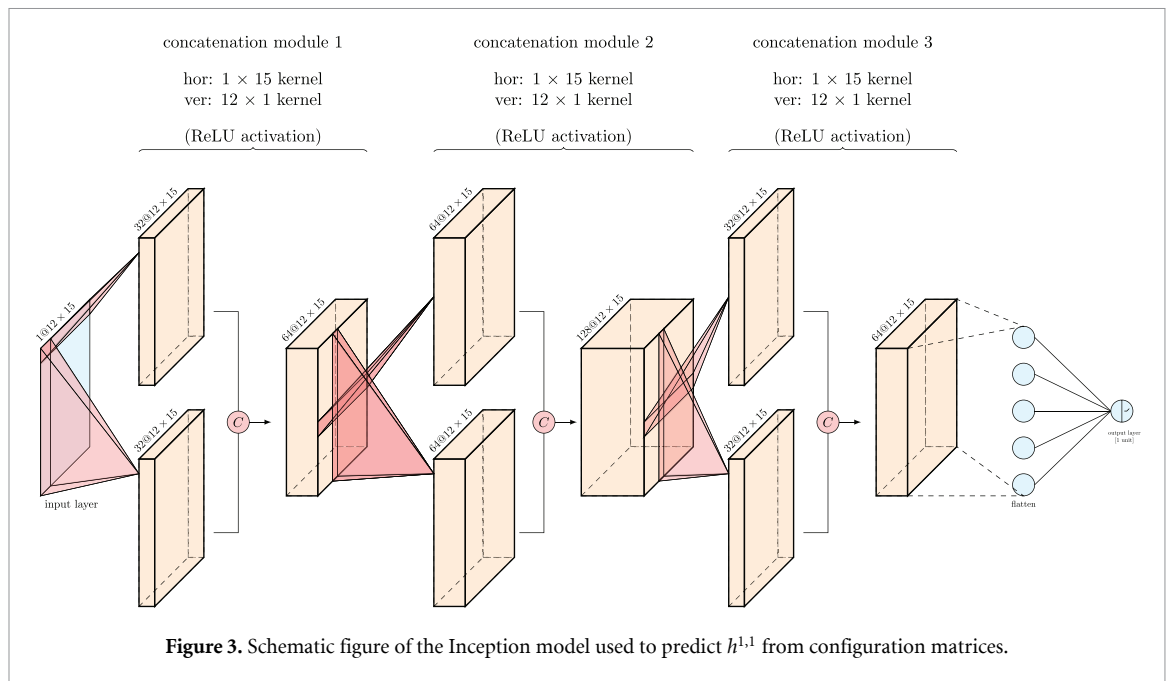 concatenation module 1
hor: 1 × 15 kernel
ver: 12 × 1 kernel
(ReLU activation)
concatenation module 2
hor: 1 × 15 kernel
ver: 12 × 1 kernel
(ReLU activation)
concatenation module 3
hor: 1 × 15 kernel
ver: 12 × 1 kernel
(ReLU activation)
1@12 × 15
input layer
32@12 × 15
32@12 × 15
C
64@12 × 15
64@12 × 15
64@12 × 15
C
128@12 × 15
32@12 × 15
32@12 × 15
C
64@12 × 15
flatten
output layer
[1 unit]
Figure 3. Schematic figure of the Inception model used to predict h^{1,1} from configuration matrices.